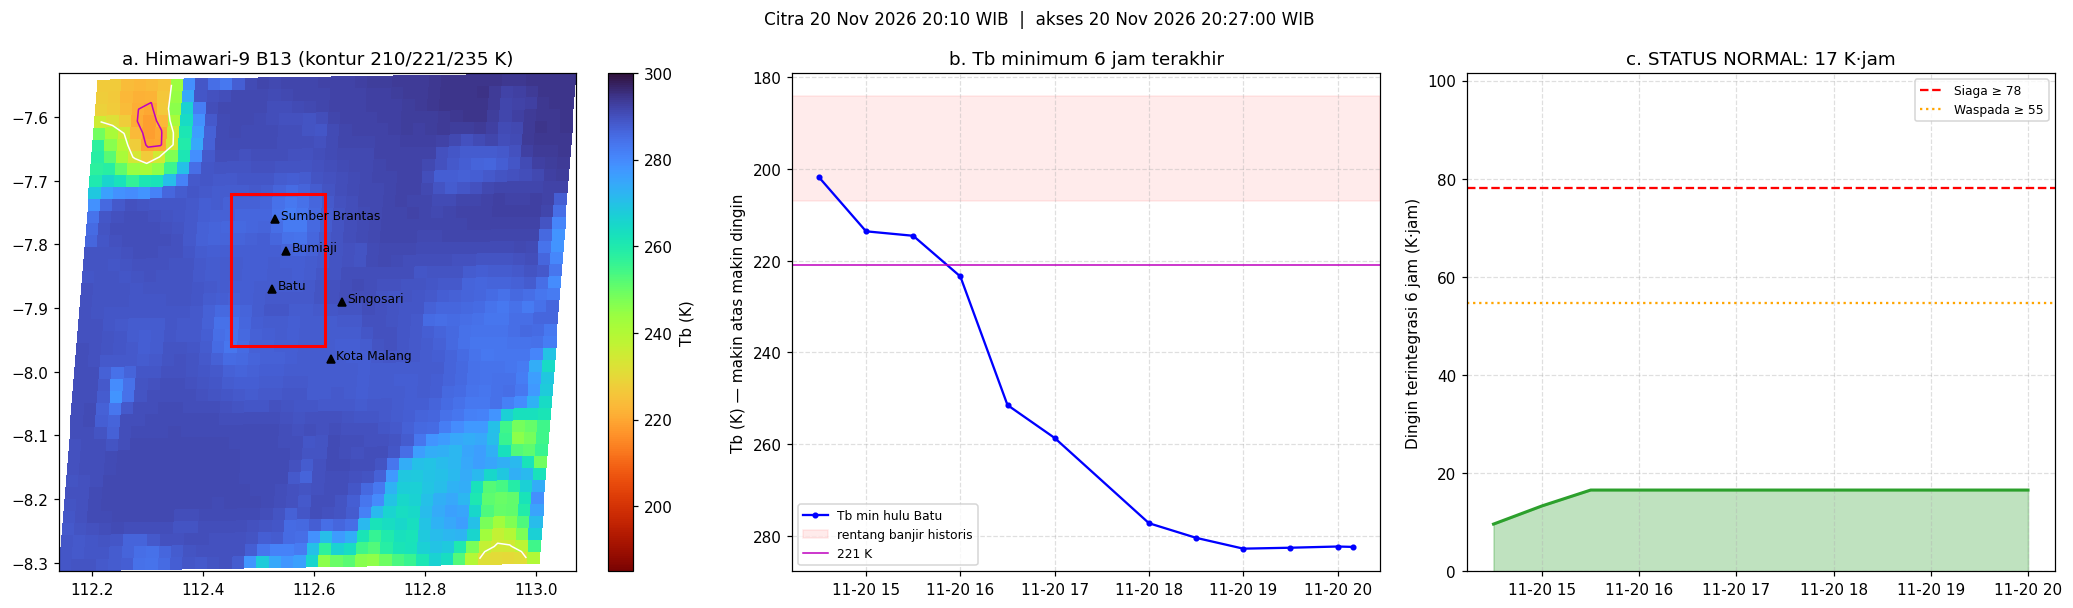 Citra 20 Nov 2026 20:10 WIB | akses 20 Nov 2026 20:27:00 WIB
a. Himawari-9 B13 (kontur 210/221/235 K)
−7.6
−7.7
−7.8
−7.9
−8.0
−8.1
−8.2
−8.3
112.2 112.4 112.6 112.8 113.0
Sumber Brantas
Bumiaji
Batu
Singosari
Kota Malang
300
280
260
240
220
200
Tb (K)
b. Tb minimum 6 jam terakhir
Tb (K) — makin atas makin dingin
180
200
220
240
260
280
Tb min hulu Batu
rentang banjir historis
221 K
11-20 15 11-20 16 11-20 17 11-20 18 11-20 19 11-20 20
c. STATUS NORMAL: 17 K·jam
Dingin terintegrasi 6 jam (K·jam)
100
80
60
40
20
0
Siaga ≥ 78
Waspada ≥ 55
11-20 15 11-20 16 11-20 17 11-20 18 11-20 19 11-20 20